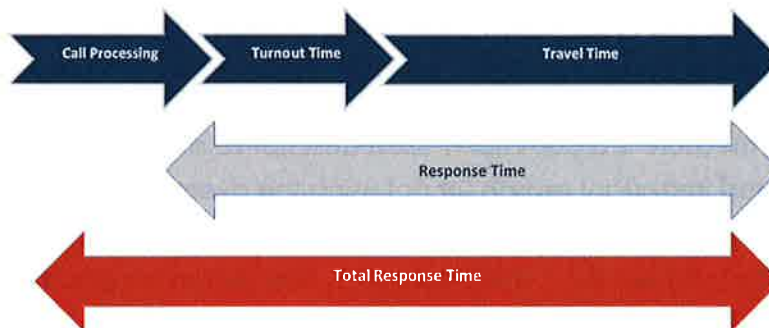 Call Processing
Turnout Time
Travel Time
Response Time
Total Response Time